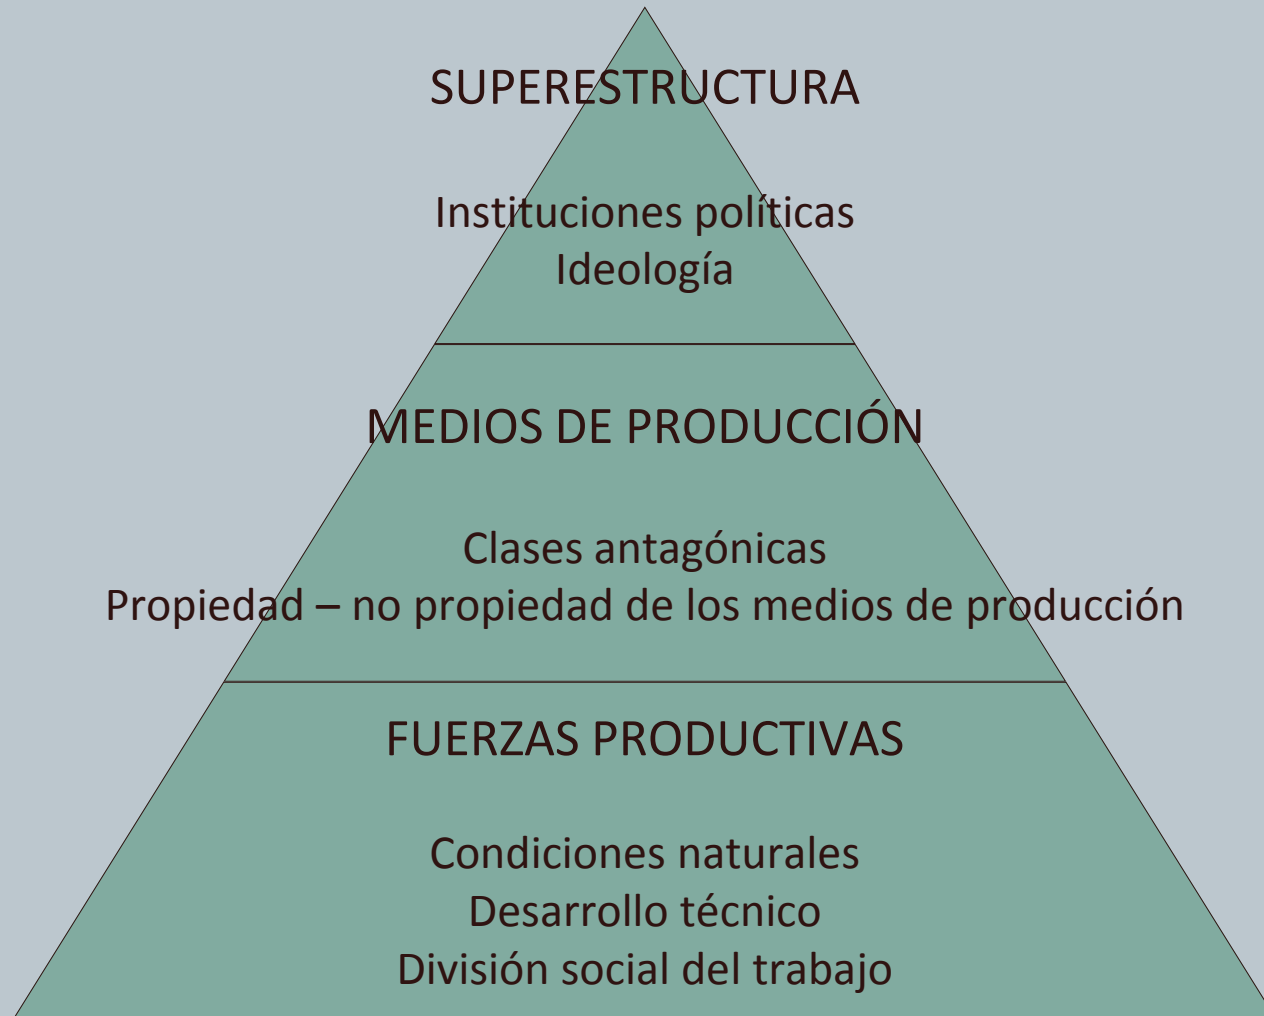 SUPERESTRUCTURA
Instituciones políticas
Ideología
MEDIOS DE PRODUCCIÓN
Clases antagónicas
Propiedad – no propiedad de los medios de producción
FUERZAS PRODUCTIVAS
Condiciones naturales
Desarrollo técnico
División social del trabajo